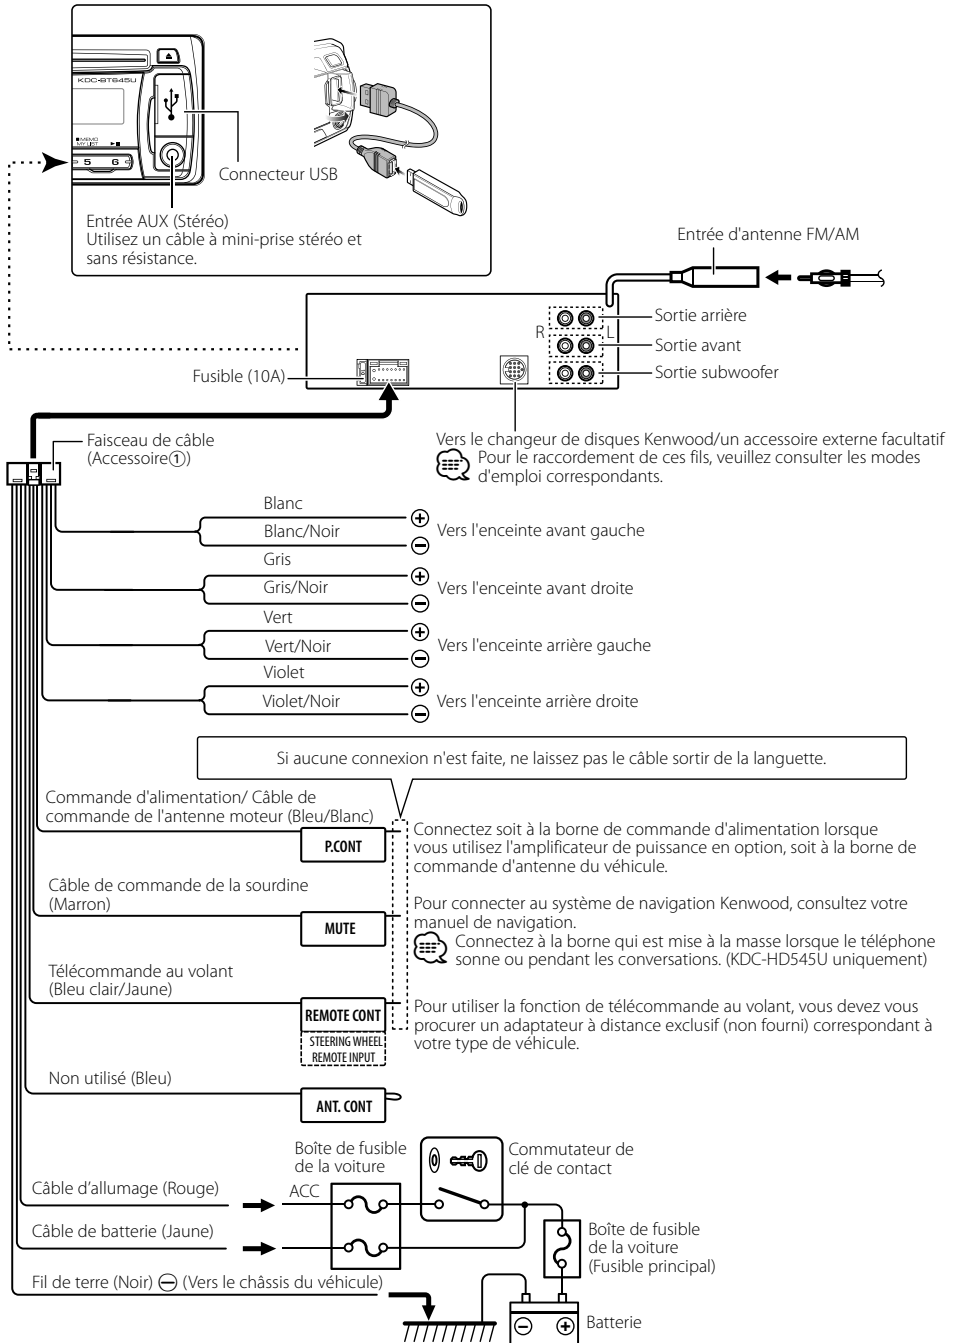 KDC-BT645U
■MEMO
MY LIST
5 6
Connecteur USB
Entrée AUX (Stéréo)
Utilisez un câble à mini-prise stéréo et
sans résistance.
Entrée d'antenne FM/AM
R
L
Sortie arrière
Sortie avant
Sortie subwoofer
Fusible (10A)
Vers le changeur de disques Kenwood/un accessoire externe facultatif
Pour le raccordement de ces fils, veuillez consulter les modes
d'emploi correspondants.
Faisceau de câble
(Accessoire①)
Blanc
⊕
Blanc/Noir
⊖
Vers l'enceinte avant gauche
Gris
⊕
Gris/Noir
⊖
Vers l'enceinte avant droite
Vert
⊕
Vert/Noir
⊖
Vers l'enceinte arrière gauche
Violet
⊕
Violet/Noir
⊖
Vers l'enceinte arrière droite
Si aucune connexion n'est faite, ne laissez pas le câble sortir de la languette.
Commande d'alimentation/ Câble de
commande de l'antenne moteur (Bleu/Blanc)
P.CONT
Connectez soit à la borne de commande d'alimentation lorsque
vous utilisez l'amplificateur de puissance en option, soit à la borne de
commande d'antenne du véhicule.
Câble de commande de la sourdine
(Marron)
MUTE
Pour connecter au système de navigation Kenwood, consultez votre
manuel de navigation.
Connectez à la borne qui est mise à la masse lorsque le téléphone
sonne ou pendant les conversations. (KDC-HD545U uniquement)
Télécommande au volant
(Bleu clair/Jaune)
REMOTE CONT
STEERING WHEEL
REMOTE INPUT
Pour utiliser la fonction de télécommande au volant, vous devez vous
procurer un adaptateur à distance exclusif (non fourni) correspondant à
votre type de véhicule.
Non utilisé (Bleu)
ANT. CONT
Boîte de fusible
de la voiture
Commutateur de
clé de contact
Câble d’allumage (Rouge)
ACC
Câble de batterie (Jaune)
Boîte de fusible
de la voiture
(Fusible principal)
Fil de terre (Noir) ⊖ (Vers le châssis du véhicule)
⊖ ⊕
Batterie